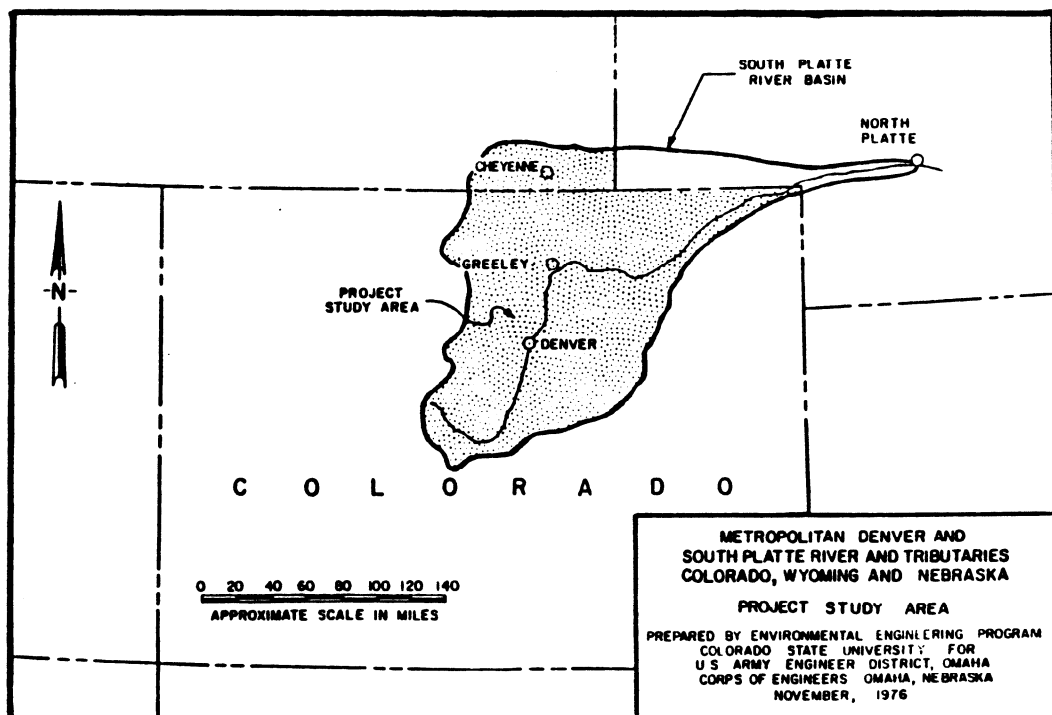 SOUTH PLATTE
RIVER BASIN
NORTH
PLATTE
CHEYENNE
-N-
GREELEY
PROJECT
STUDY AREA
DENVER
COLORADO
0 20 40 60 80 100 120 140
APPROXIMATE SCALE IN MILES
METROPOLITAN DENVER AND
SOUTH PLATTE RIVER AND TRIBUTARIES
COLORADO, WYOMING AND NEBRASKA
PROJECT STUDY AREA
PREPARED BY ENVIRONMENTAL ENGINEERING PROGRAM
COLORADO STATE UNIVERSITY FOR
U S ARMY ENGINEER DISTRICT, OMAHA
CORPS OF ENGINEERS OMAHA, NEBRASKA
NOVEMBER, 1976